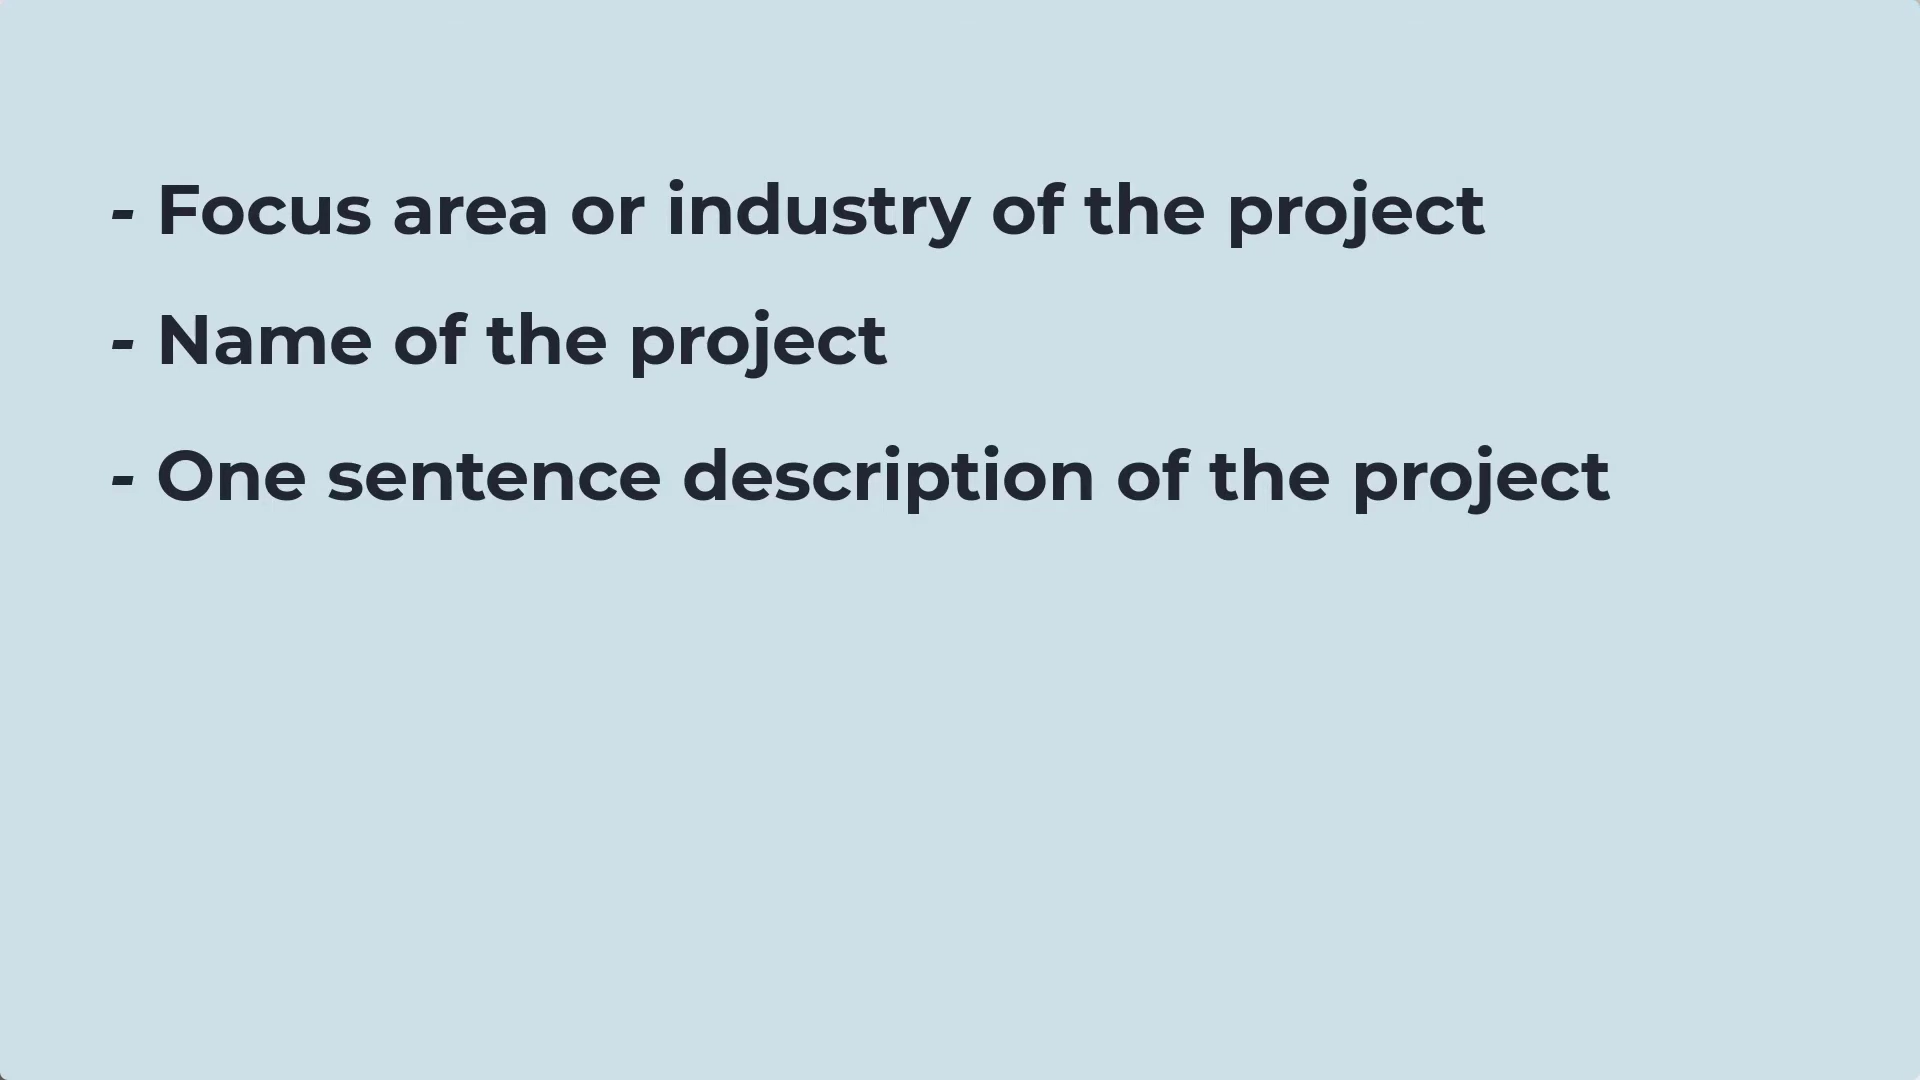 - Focus area or industry of the project
- Name of the project
- One sentence description of the project